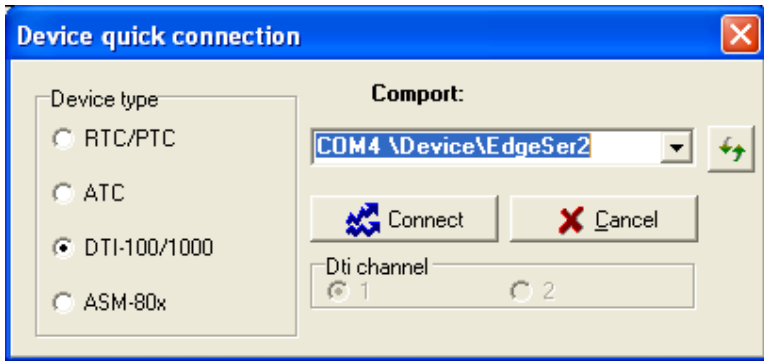 Device quick connection
Device type
RTC/PTC
ATC
DTI-100/1000
ASM-80x
Comport:
COM4 \Device\EdgeSer2
Connect
Cancel
Dti channel
1
2